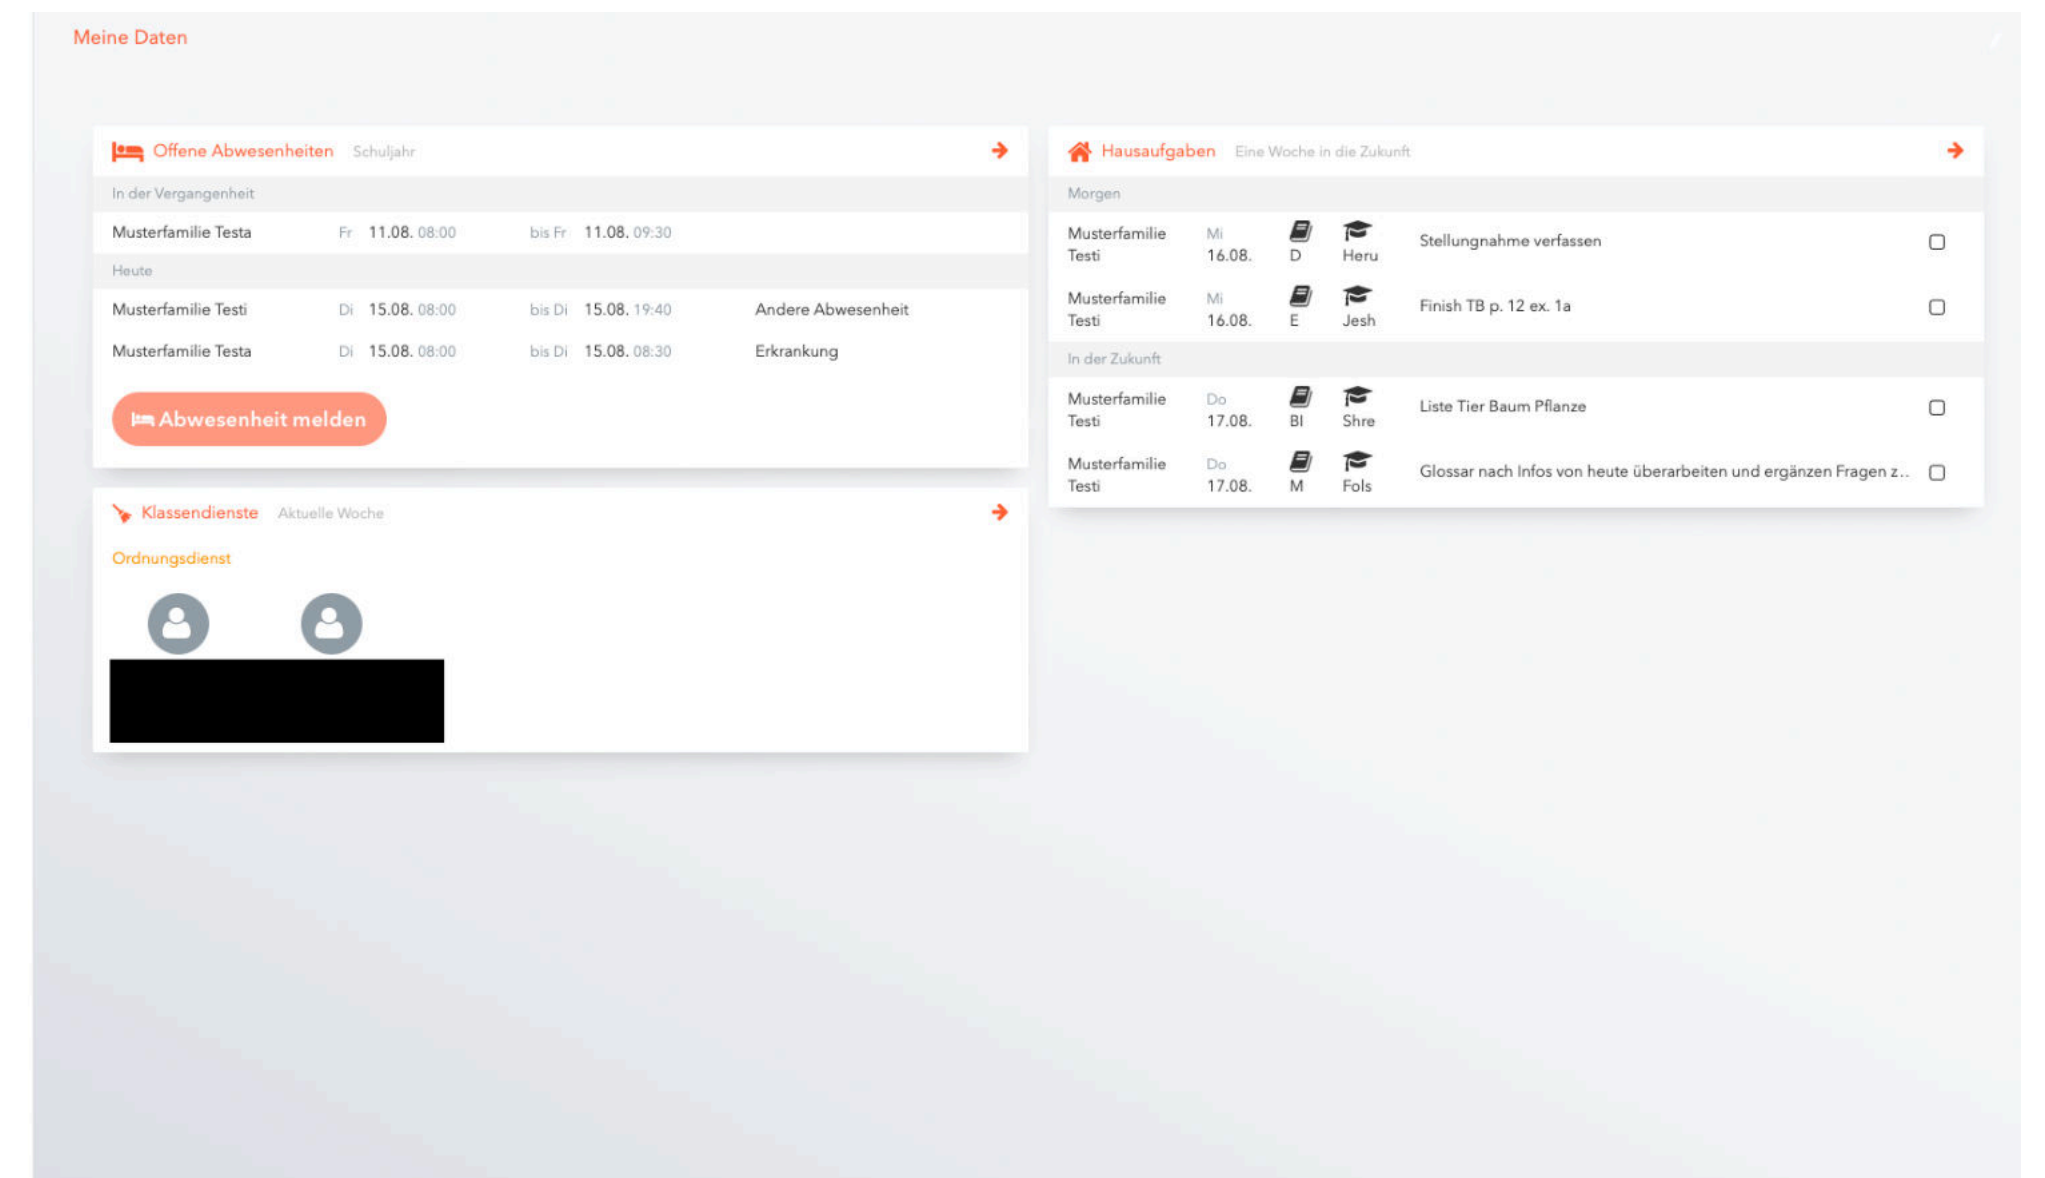 Meine Daten
Offene Abwesenheiten Schuljahr
In der Vergangenheit
Musterfamilie Testa Fr 11.08. 08:00 bis Fr 11.08. 09:30
Heute
Musterfamilie Testi Di 15.08. 08:00 bis Di 15.08. 19:40 Andere Abwesenheit
Musterfamilie Testa Di 15.08. 08:00 bis Di 15.08. 08:30 Erkrankung
Abwesenheit melden
Klassendienste Aktuelle Woche
Ordnungsdienst
Hausaufgaben Eine Woche in die Zukunft
Morgen
Musterfamilie Mi
Testi 16.08. D Heru Stellungnahme verfassen
Musterfamilie Mi
Testi 16.08. E Jesh Finish TB p. 12 ex. 1a
In der Zukunft
Musterfamilie Do
Testi 17.08. BI Shre Liste Tier Baum Pflanze
Musterfamilie Do
Testi 17.08. M Fols Glossar nach Infos von heute überarbeiten und ergänzen Fragen z..